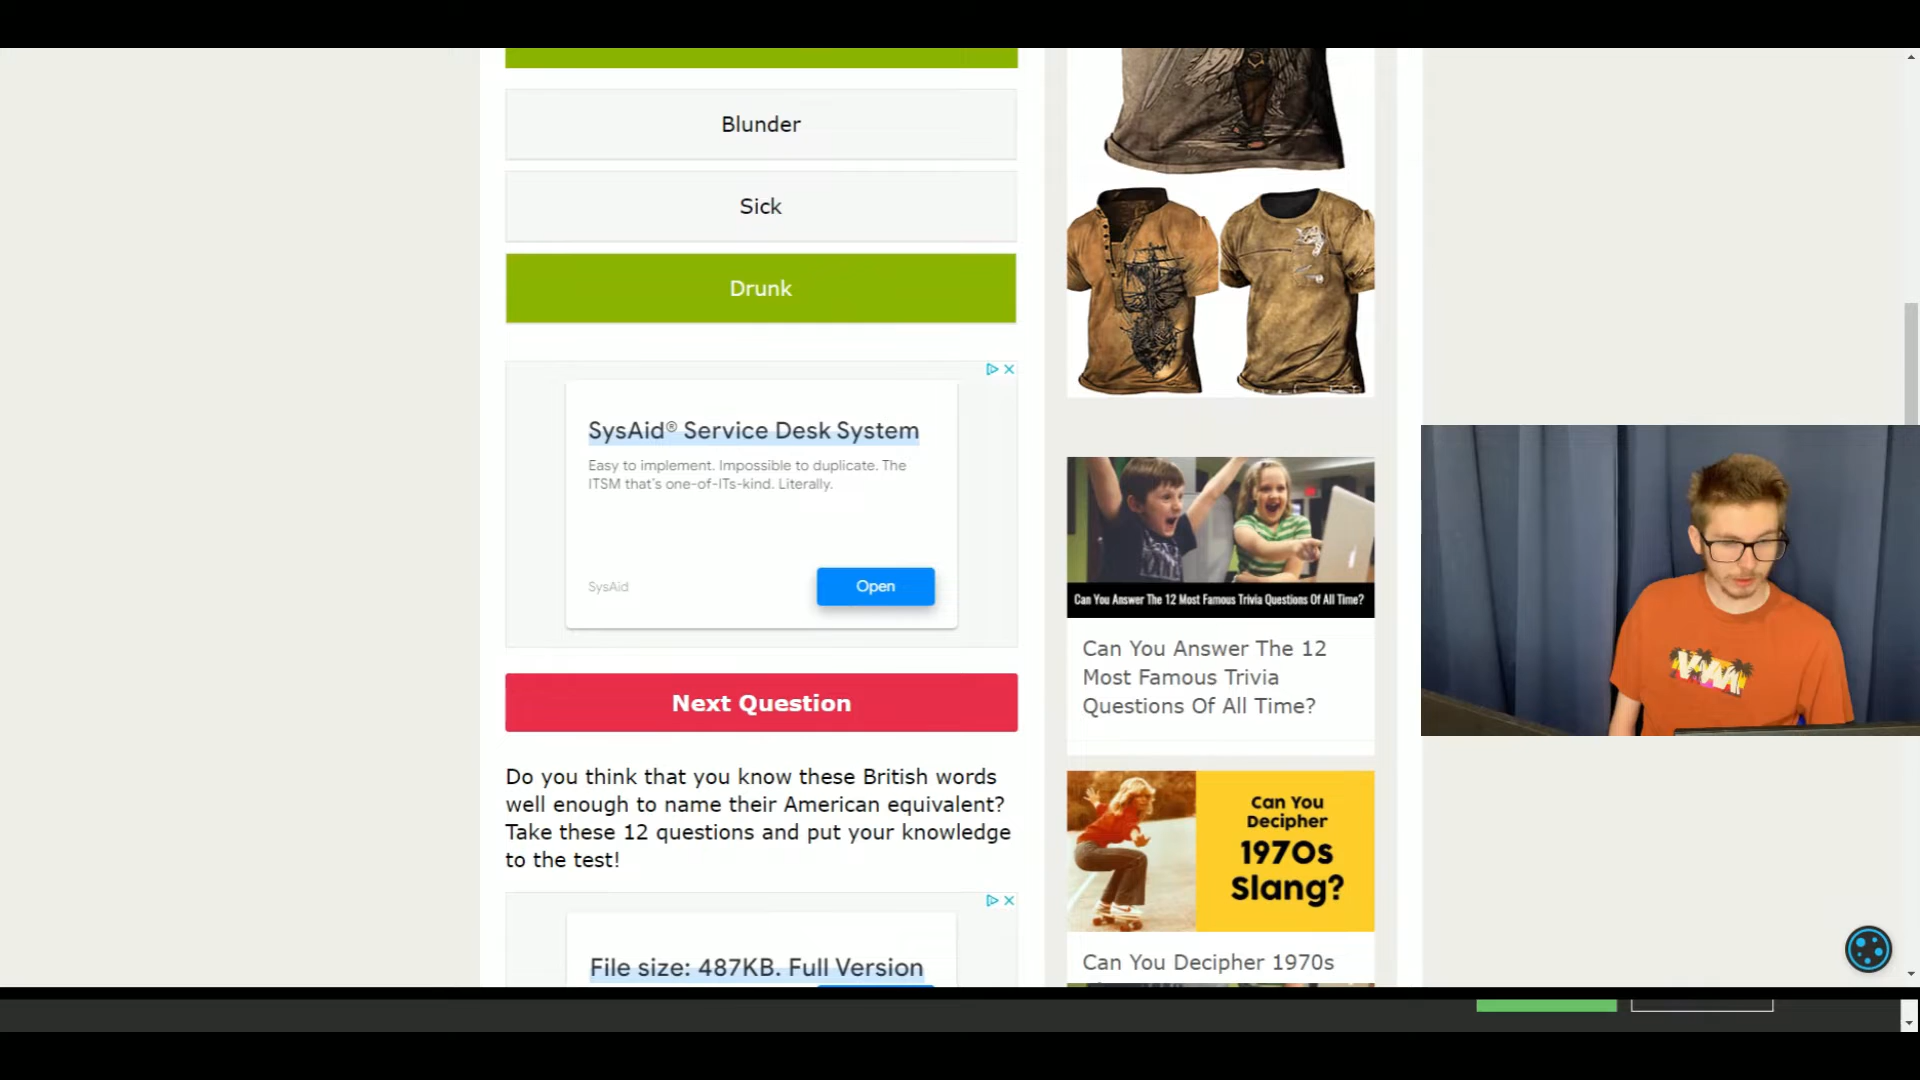 Blunder
Sick
Drunk
SysAid® Service Desk System
Easy to implement. Impossible to duplicate. The
ITSM that's one-of-ITs-kind. Literally.
SysAid
Open
Next Question
Do you think that you know these British words
well enough to name their American equivalent?
Take these 12 questions and put your knowledge
to the test!
File size: 487KB. Full Version
Can You Answer The 12 Most Famous Trivia Questions Of All Time?
Can You Answer The 12
Most Famous Trivia
Questions Of All Time?
Can You
Decipher
1970s
Slang?
Can You Decipher 1970s